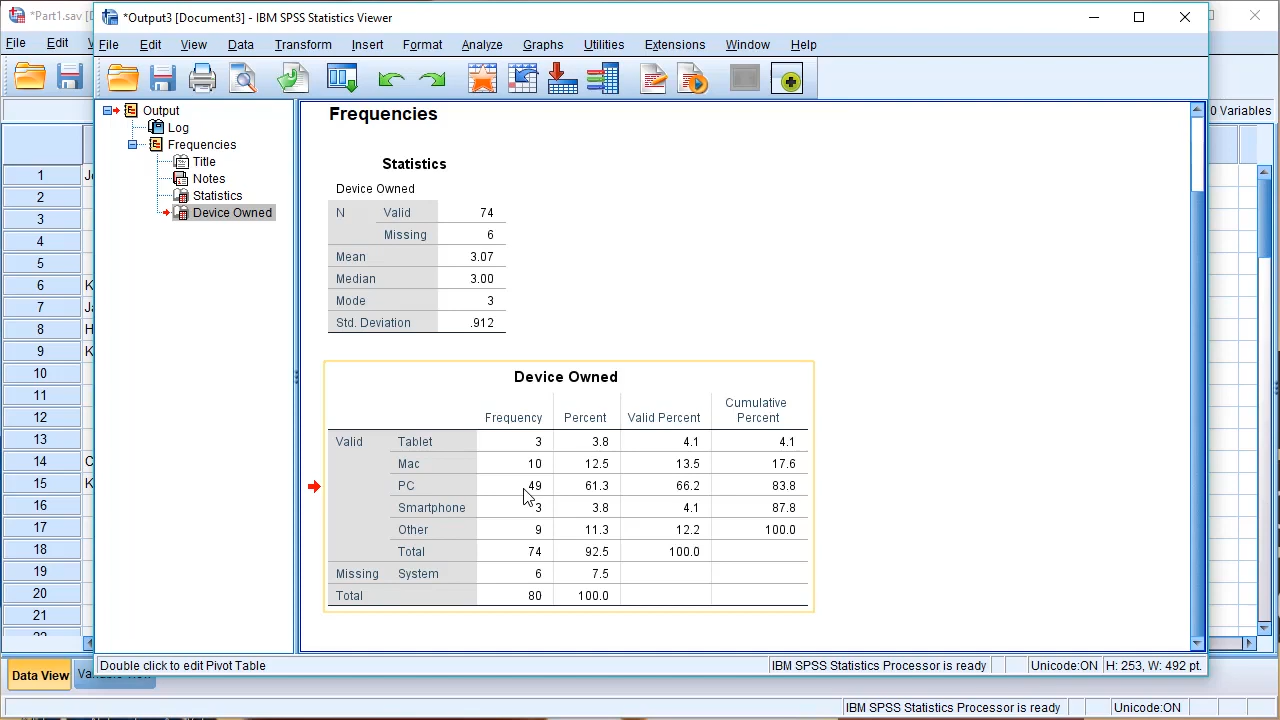 *Part1.sav [D
*Output3 [Document3] - IBM SPSS Statistics Viewer
File Edit
File Edit View Data Transform Insert Format Analyze Graphs Utilities Extensions Window Help
0 Variables
Output
Log
Frequencies
Title
Notes
Statistics
Device Owned
1
2
3
4
5
6 K
7 Ja
8 H
9 K
10
11
12
13
14 C
15 K
16
17
18
19
20
21
Frequencies
Statistics
Device Owned
N Valid 74
Missing 6
Mean 3.07
Median 3.00
Mode 3
Std. Deviation .912
Device Owned
Cumulative
Frequency Percent Valid Percent Percent
Valid Tablet 3 3.8 4.1 4.1
Mac 10 12.5 13.5 17.6
PC 49 61.3 66.2 83.8
Smartphone 3 3.8 4.1 87.8
Other 9 11.3 12.2 100.0
Total 74 92.5 100.0
Missing System 6 7.5
Total 80 100.0
Double click to edit Pivot Table
IBM SPSS Statistics Processor is ready Unicode:ON H: 253, W: 492 pt.
Data View
IBM SPSS Statistics Processor is ready Unicode:ON